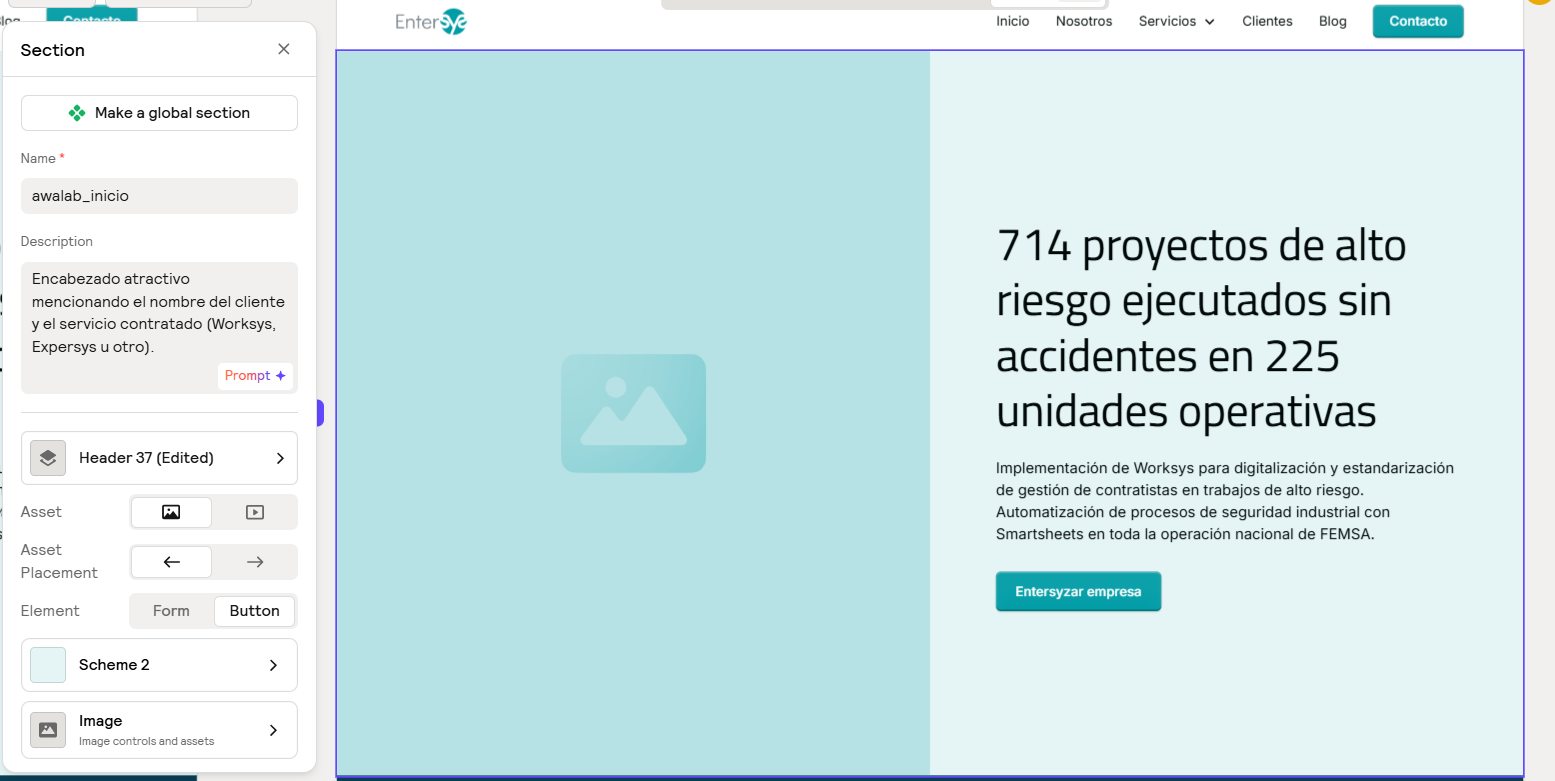 Contacto
Section
Make a global section
Name *
awalab_inicio
Description
Encabezado atractivo
mencionando el nombre del cliente
y el servicio contratado (Worksys,
Expersys u otro).
Prompt
Header 37 (Edited)
Asset
Asset
Placement
Element
Form
Button
Scheme 2
Image
Image controls and assets
EnterSys
Inicio
Nosotros
Servicios
Clientes
Blog
Contacto
714 proyectos de alto
riesgo ejecutados sin
accidentes en 225
unidades operativas
Implementación de Worksys para digitalización y estandarización
de gestión de contratistas en trabajos de alto riesgo.
Automatización de procesos de seguridad industrial con
Smartsheets en toda la operación nacional de FEMSA.
Entersyzar empresa